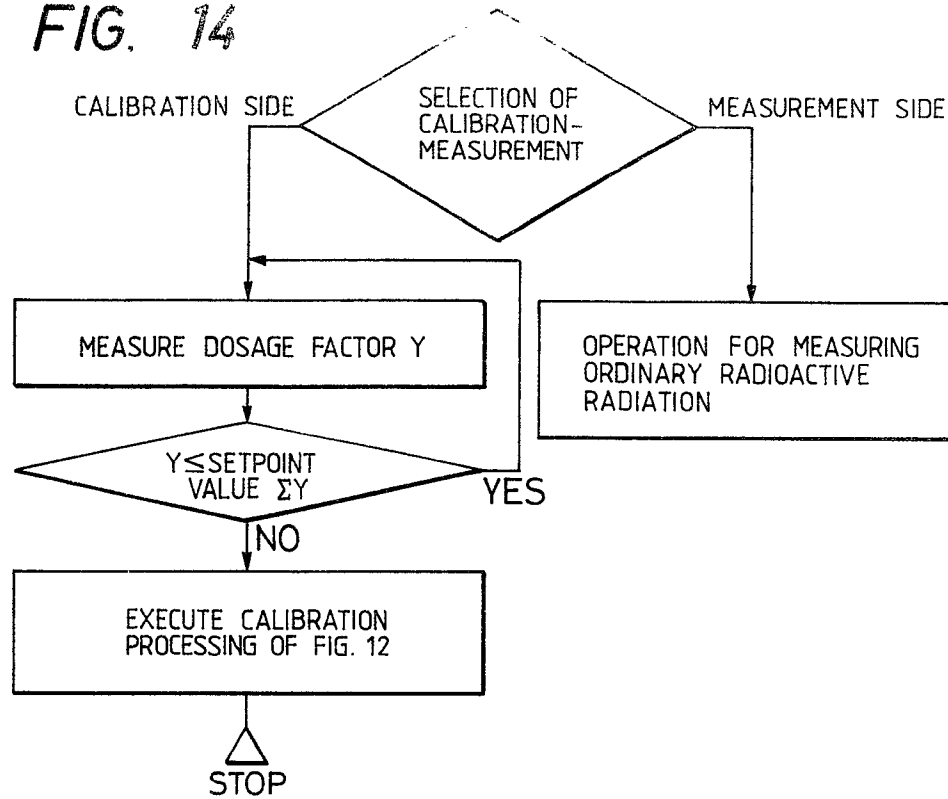 FIG. 14
SELECTION OF
CALIBRATION-
MEASUREMENT
CALIBRATION SIDE
MEASUREMENT SIDE
MEASURE DOSAGE FACTOR Y
OPERATION FOR MEASURING
ORDINARY RADIOACTIVE
RADIATION
Y≤SETPOINT
VALUE ΣY
YES
NO
EXECUTE CALIBRATION
PROCESSING OF FIG. 12
STOP